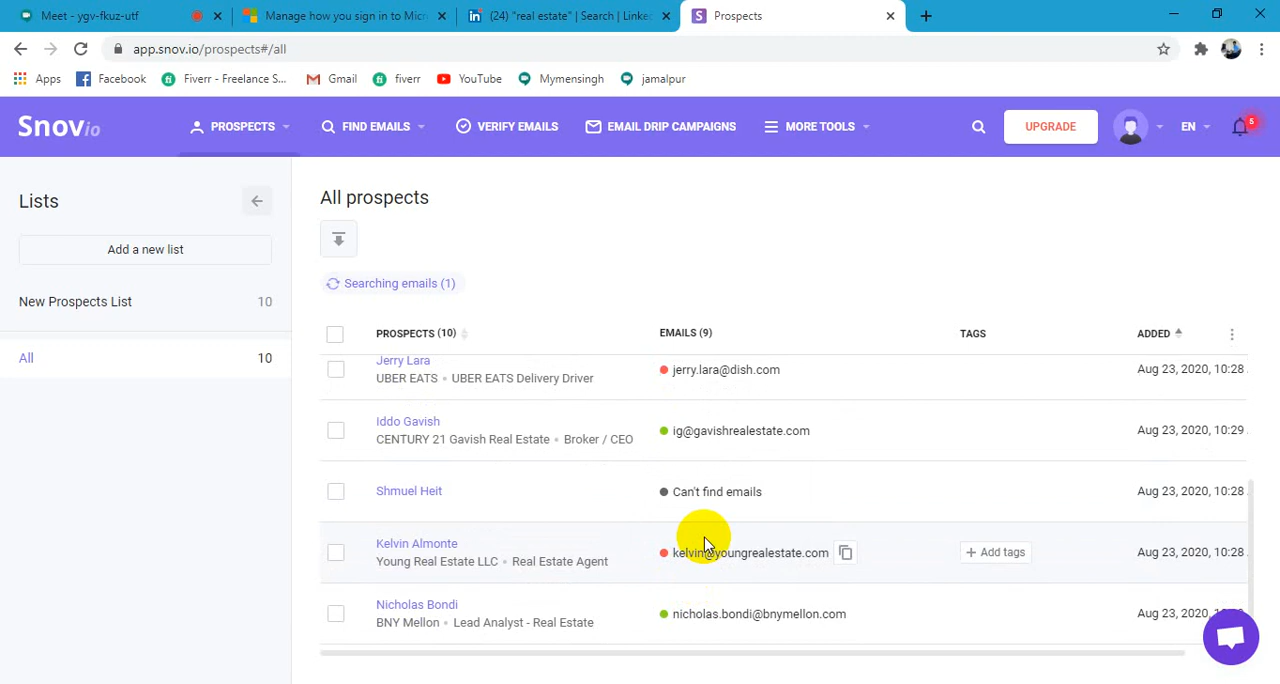 Meet - ygv-fkuz-utf
Manage how you sign in to Micr
(24) "real estate" | Search | Linke
Prospects
app.snov.io/prospects#/all
Apps
Facebook
Fiverr - Freelance S...
Gmail
fiverr
YouTube
Mymensingh
jamalpur
Snovio
PROSPECTS
FIND EMAILS
VERIFY EMAILS
EMAIL DRIP CAMPAIGNS
MORE TOOLS
UPGRADE
EN
5
Lists
Add a new list
New Prospects List 10
All 10
All prospects
Searching emails (1)
PROSPECTS (10) EMAILS (9) TAGS ADDED
Jerry Lara
UBER EATS • UBER EATS Delivery Driver
jerry.lara@dish.com
Aug 23, 2020, 10:28
Iddo Gavish
CENTURY 21 Gavish Real Estate • Broker / CEO
ig@gavishrealestate.com
Aug 23, 2020, 10:29
Shmuel Heit
Can't find emails
Aug 23, 2020, 10:28
Kelvin Almonte
Young Real Estate LLC • Real Estate Agent
kelvin@youngrealestate.com
+ Add tags
Aug 23, 2020, 10:28
Nicholas Bondi
BNY Mellon • Lead Analyst - Real Estate
nicholas.bondi@bnymellon.com
Aug 23, 2020,